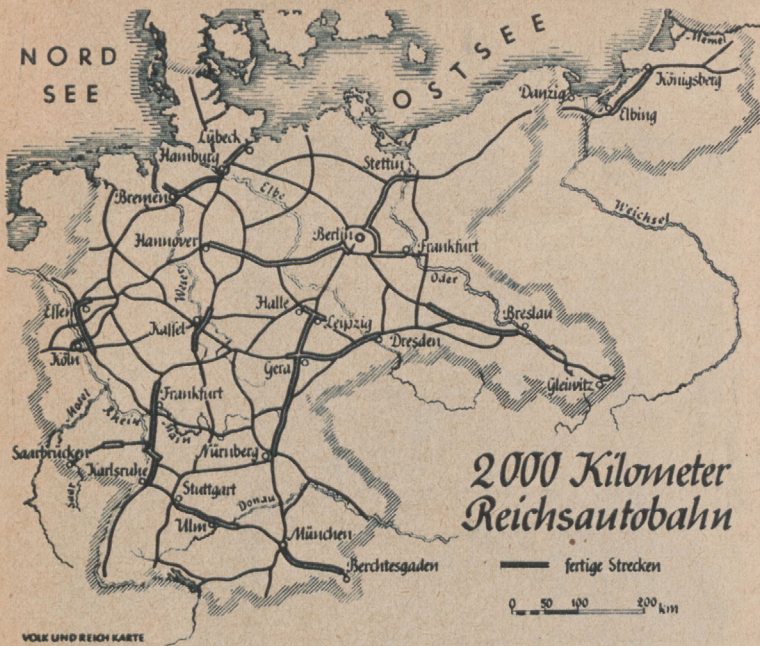 NORD
SEE
OSTSEE
Memel
Königsberg
Danzig
Elbing
Lübeck
Hamburg
Stettin
Elbe
Bremen
Weichsel
Hannover
Berlin
Frankfurt
Oder
Weser
Essen
Halle
Kassel
Leipzig
Breslau
Köln
Dresden
Gera
Gleiwitz
Frankfurt
Mosel
Rhein
Main
Saarbrücken
Nürnberg
Karlsruhe
Saar
Stuttgart
Donau
Ulm
München
Berchtesgaden
2000 Kilometer
Reichsautobahn
fertige Strecken
0 50 100 200 km
VOLK UND REICH KARTE